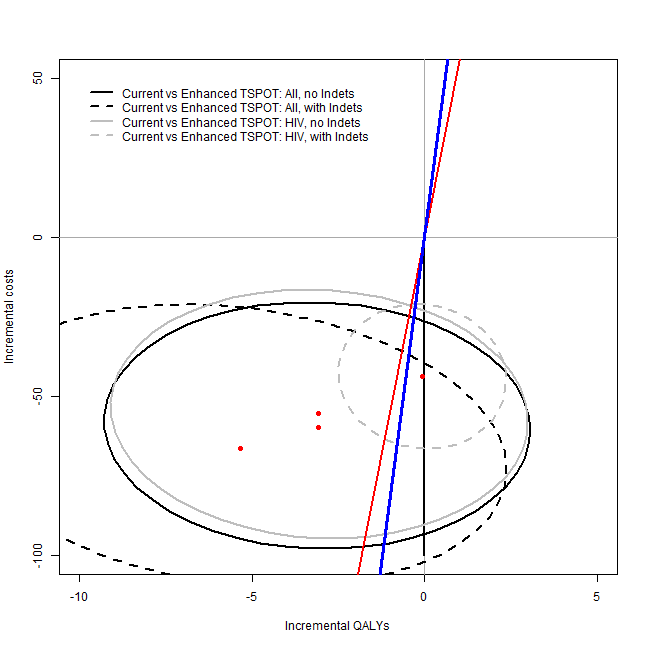 50
Current vs Enhanced TSPOT: All, no Indets
Current vs Enhanced TSPOT: All, with Indets
Current vs Enhanced TSPOT: HIV, no Indets
Current vs Enhanced TSPOT: HIV, with Indets
0
Incremental costs
-50
-100
-10 -5 0 5
Incremental QALYs